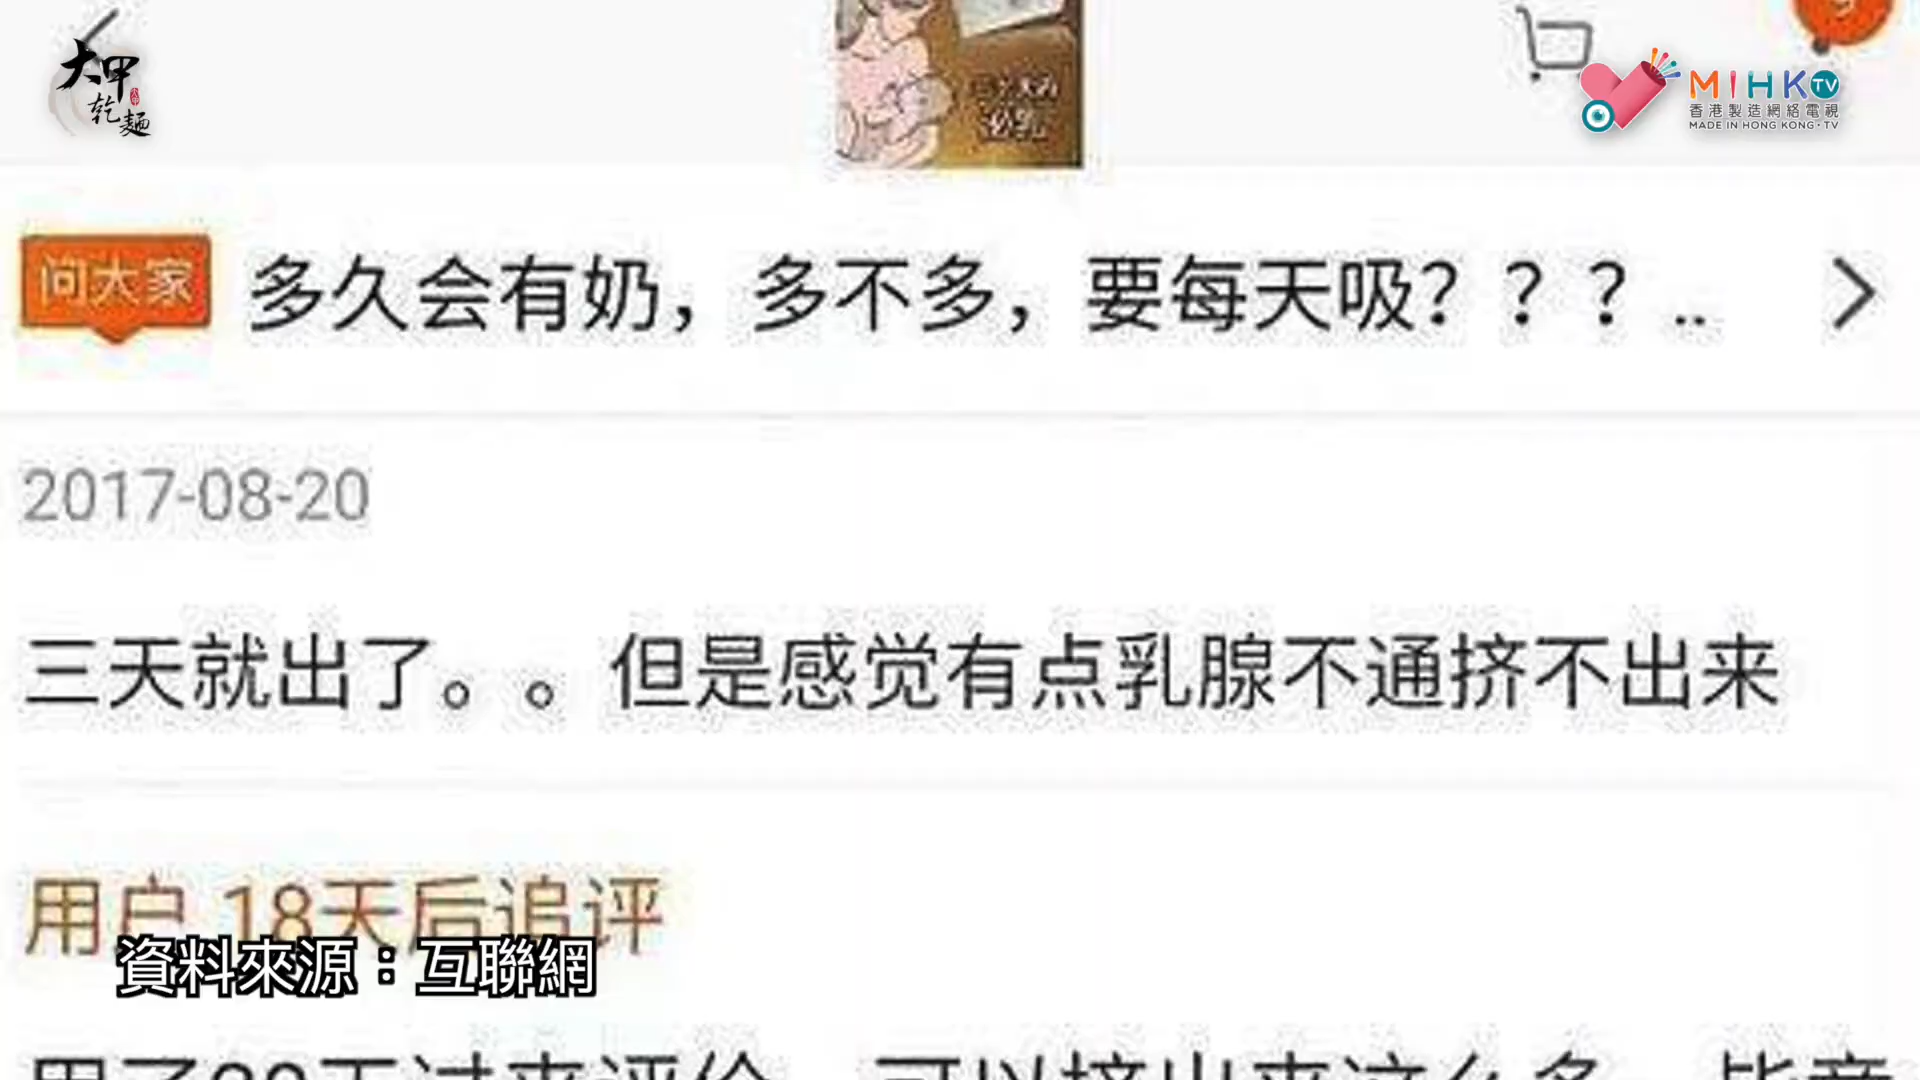 大甲
乾麵
MIHK TV
香港製造網絡電視
MADE IN HONG KONG·TV
问大家
多久会有奶，多不多，要每天吸？？？..
2017-08-20
三天就出了。。但是感觉有点乳腺不通挤不出来
用户 18天后追评
資料來源：互聯網